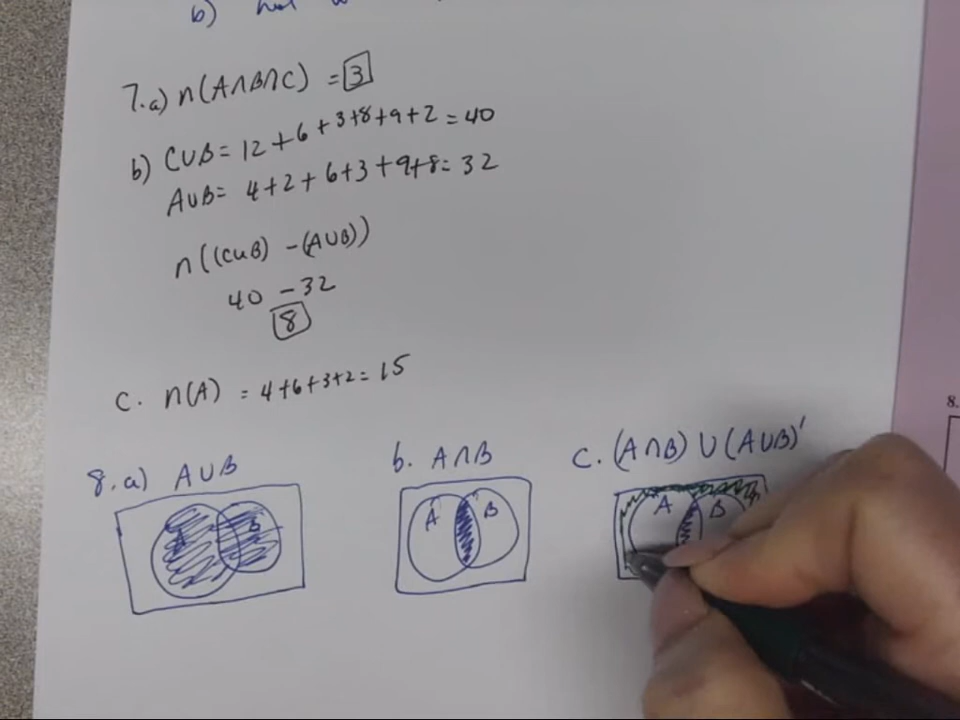 b)
7.a) n(A∩B∩C) = 3
b) C∪B = 12 + 6 + 3+8+9+2 = 40
A∪B = 4+2+6+3+9+8 = 32
n((C∪B) - (A∪B))
40 - 32
8
c. n(A) = 4+6+3+2 = 15
8.a) A∪B b. A∩B c. (A∩B) ∪ (A∪B)'
A B A B A B
8.